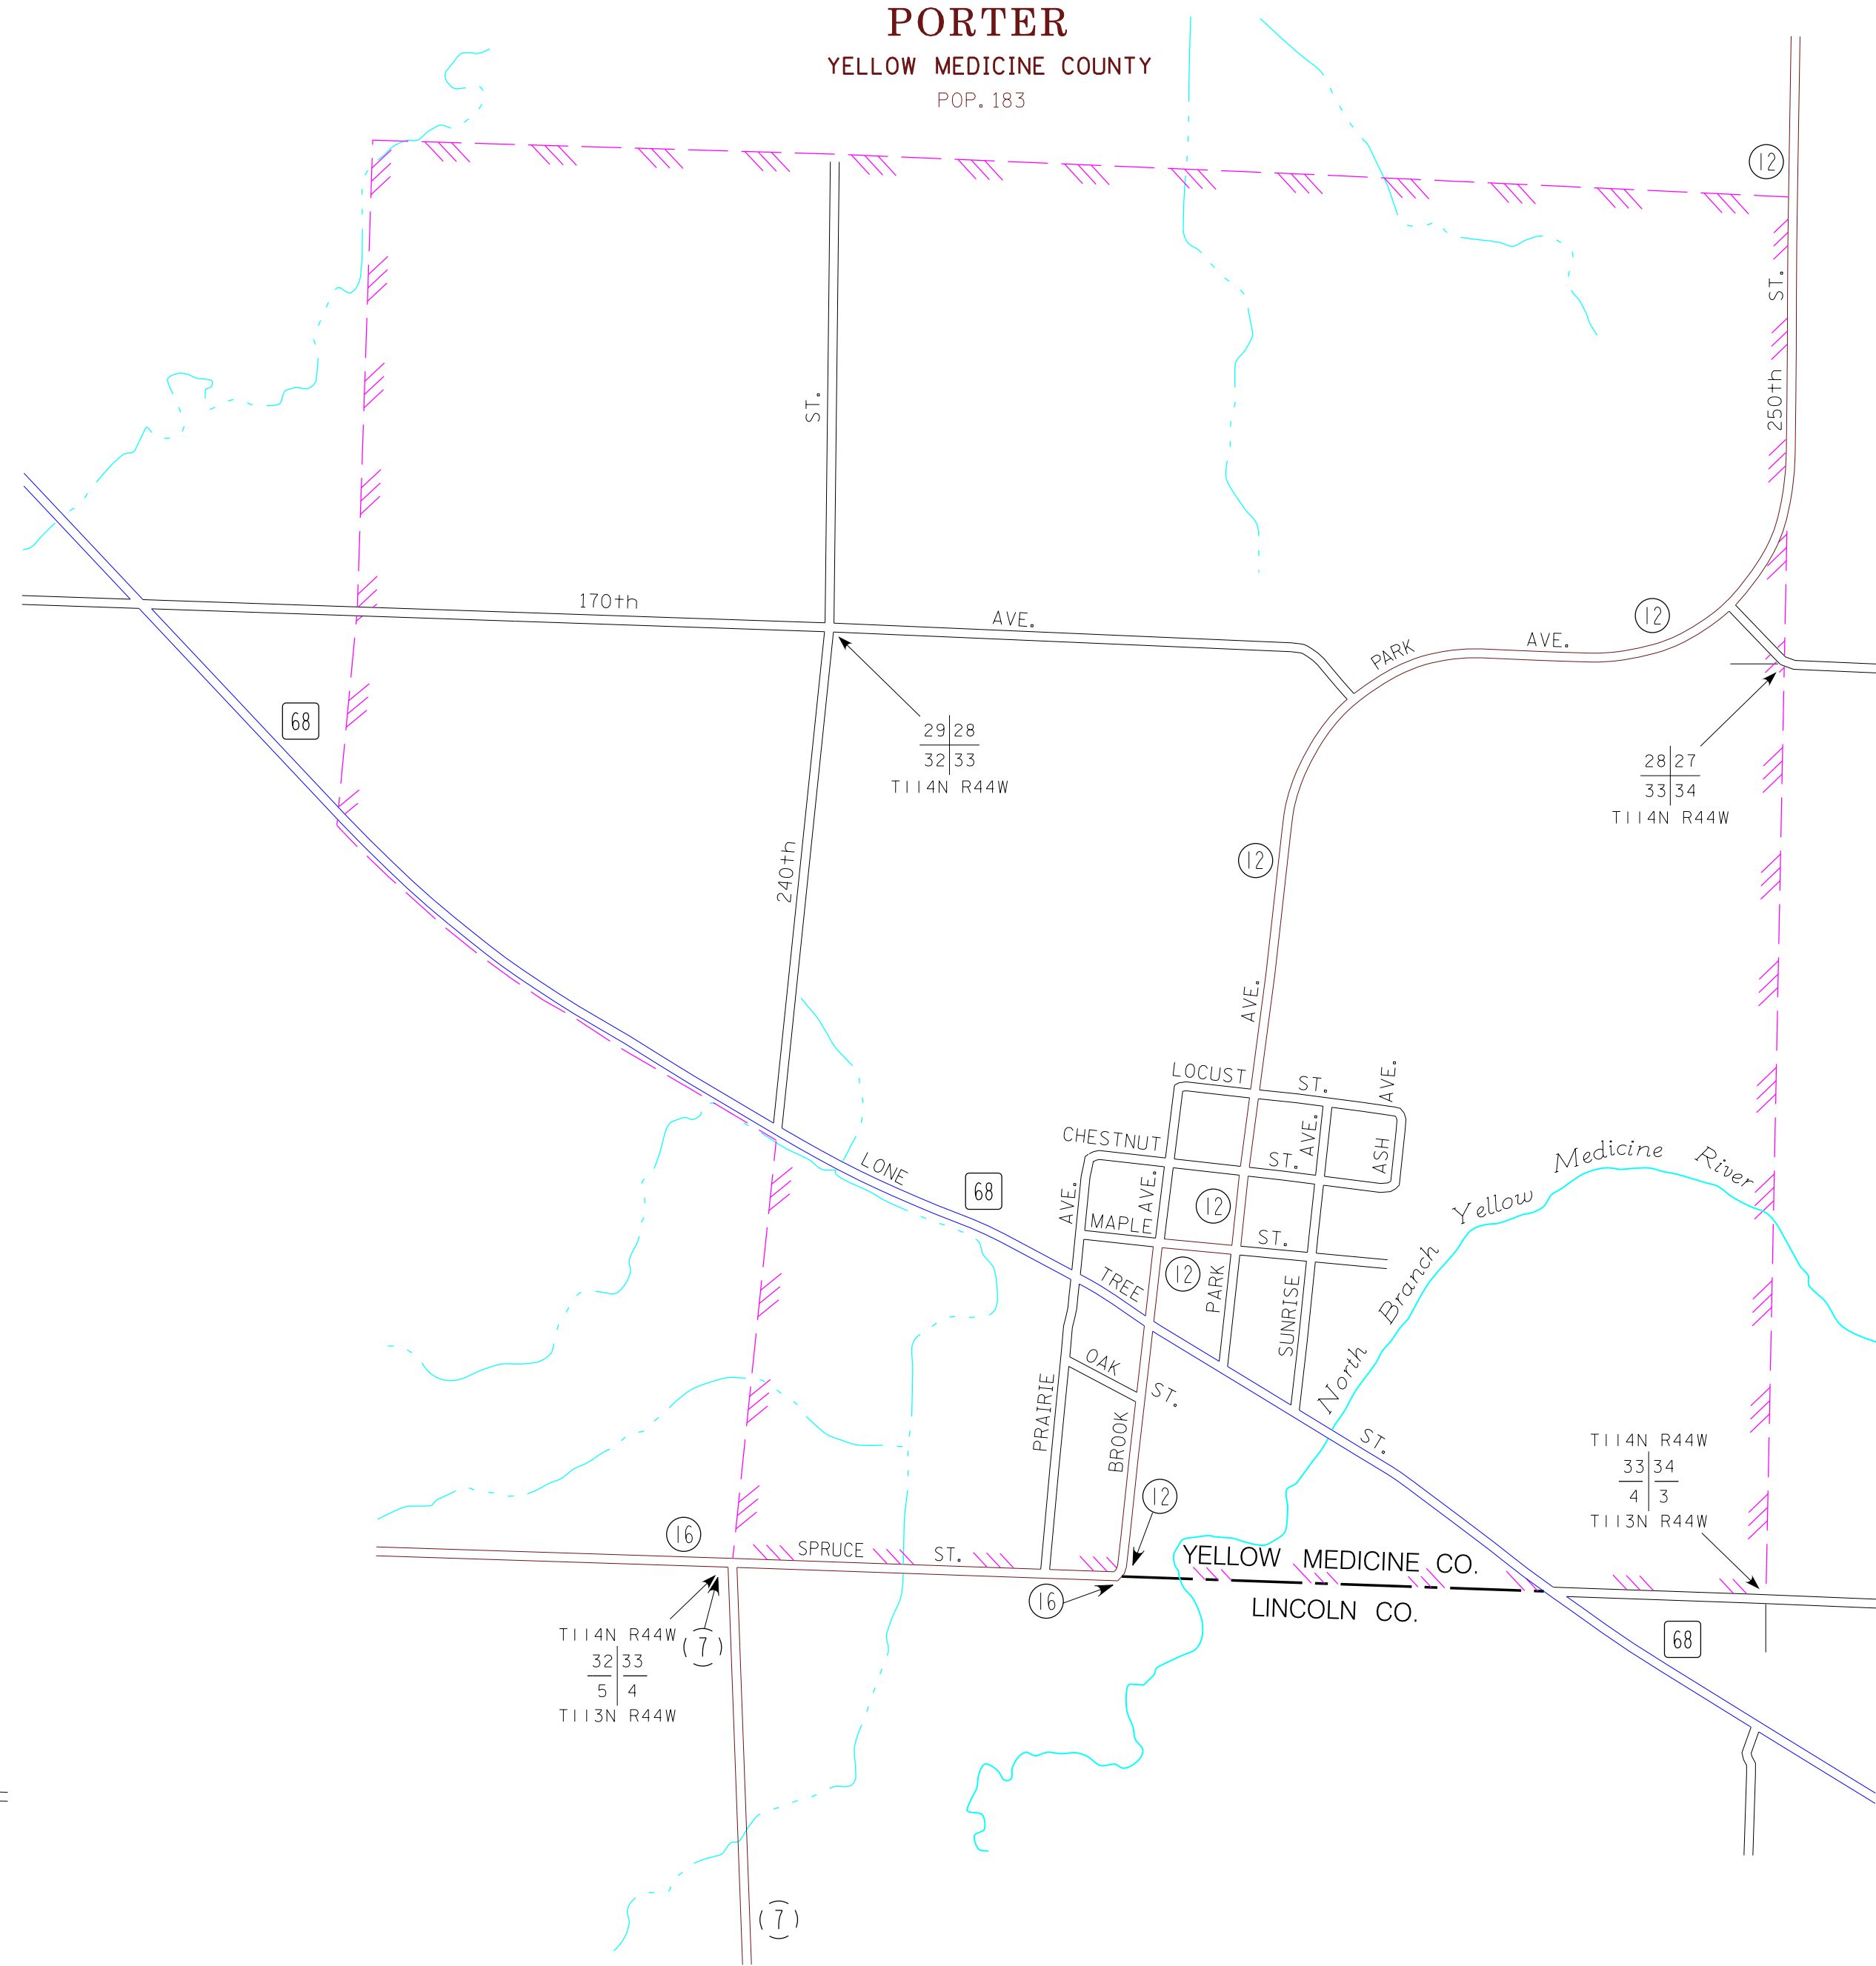 PORTER
YELLOW MEDICINE COUNTY
POP. 183
12
250th ST.
ST.
170th AVE.
PARK AVE.
12
68
29 28
32 33
T114N R44W
28 27
33 34
T114N R44W
240th
12
AVE.
LOCUST ST.
AVE.
CHESTNUT ST.
AVE.
ASH
LONE
68
AVE.
AVE.
12
MAPLE ST.
North Branch Yellow Medicine River
12
TREE
PARK
SUNRISE
OAK ST.
PRAIRIE
BROOK
ST.
T114N R44W
33 34
4 3
T113N R44W
12
16
SPRUCE ST.
YELLOW MEDICINE CO.
16
LINCOLN CO.
68
T114N R44W
7
32 33
5 4
T113N R44W
7